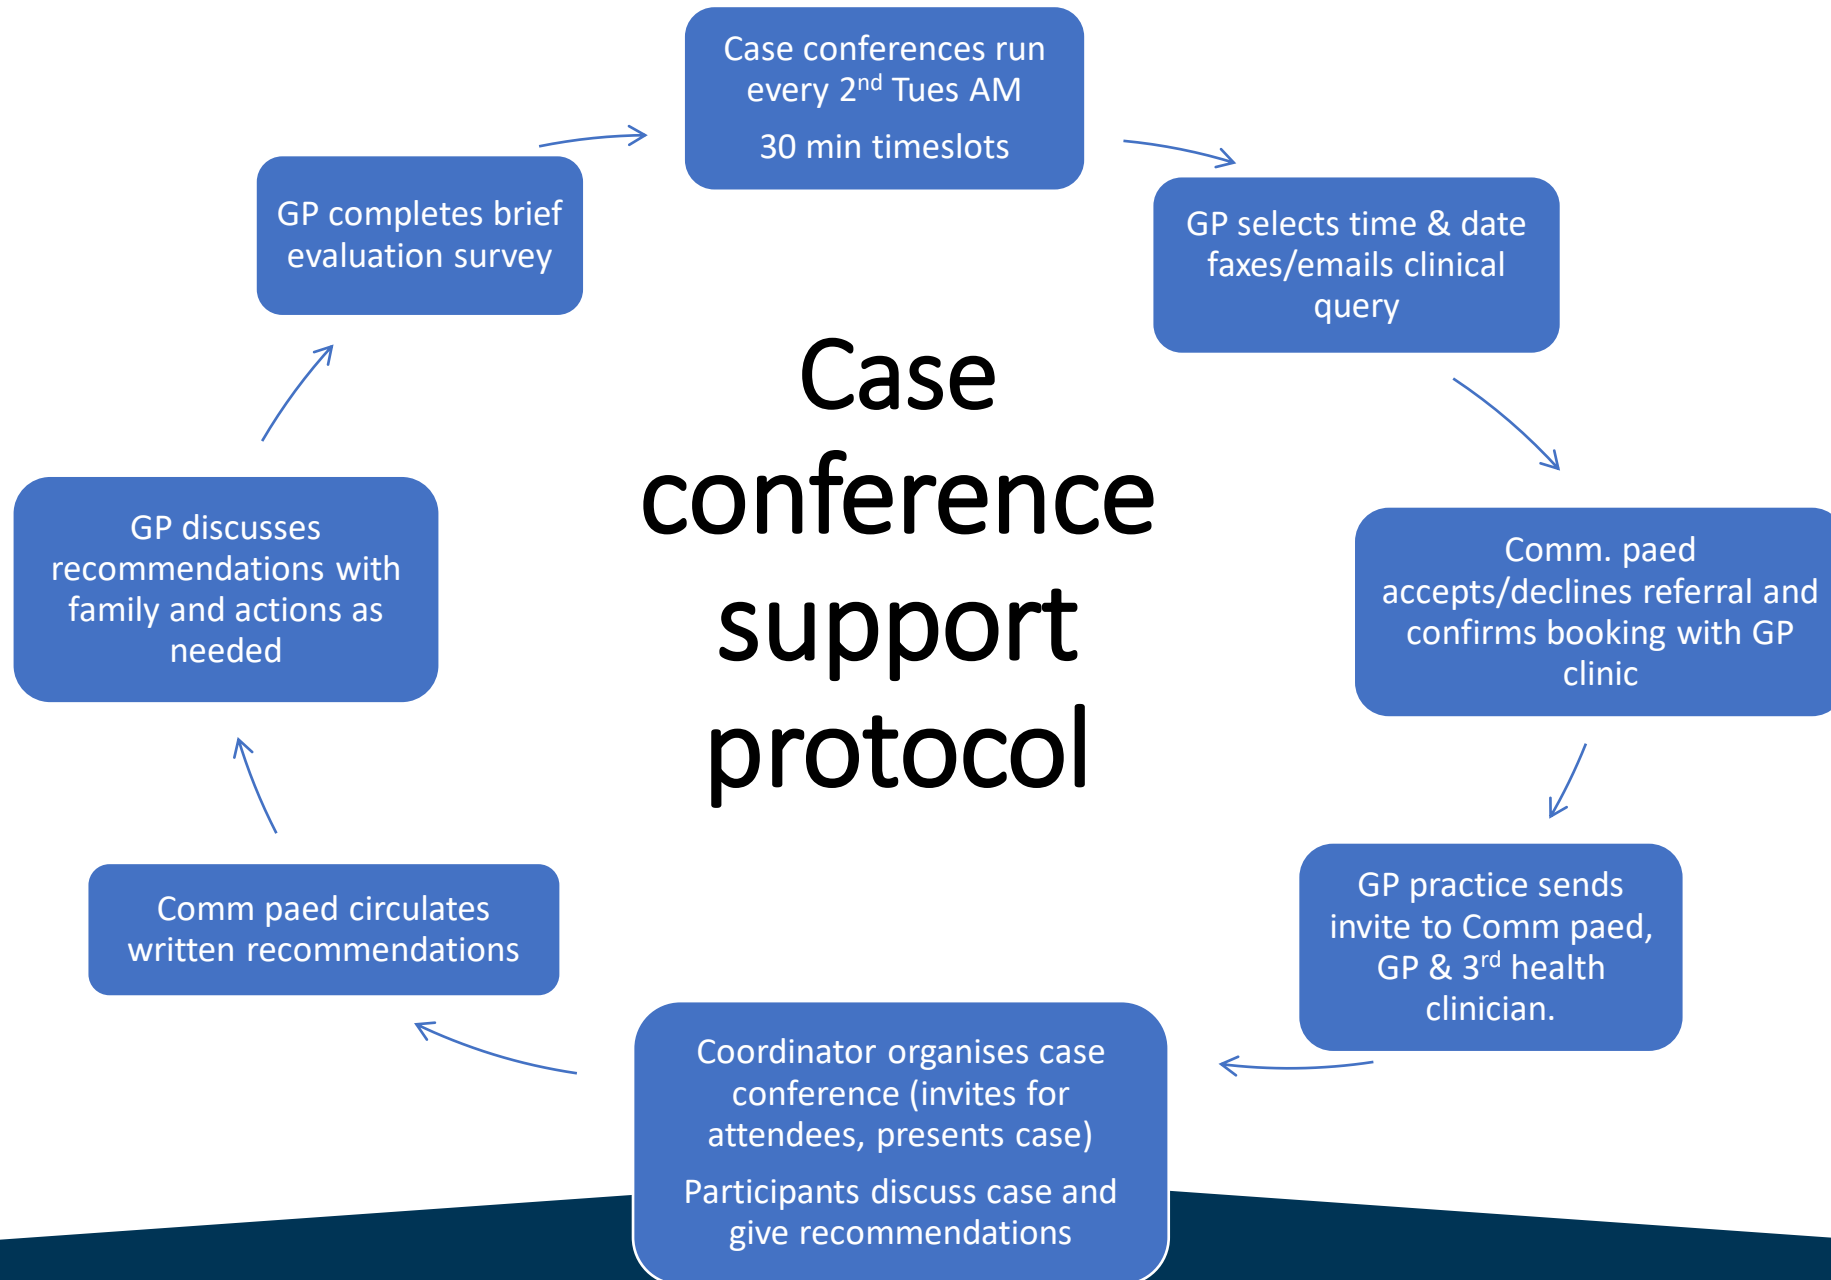 Case conferences run
every 2nd Tues AM
30 min timeslots
GP selects time & date
faxes/emails clinical
query
Comm. paed
accepts/declines referral and
confirms booking with GP
clinic
GP practice sends
invite to Comm paed,
GP & 3rd health
clinician.
Coordinator organises case
conference (invites for
attendees, presents case)
Participants discuss case and
give recommendations
Comm paed circulates
written recommendations
GP discusses
recommendations with
family and actions as
needed
GP completes brief
evaluation survey
Case
conference
support
protocol